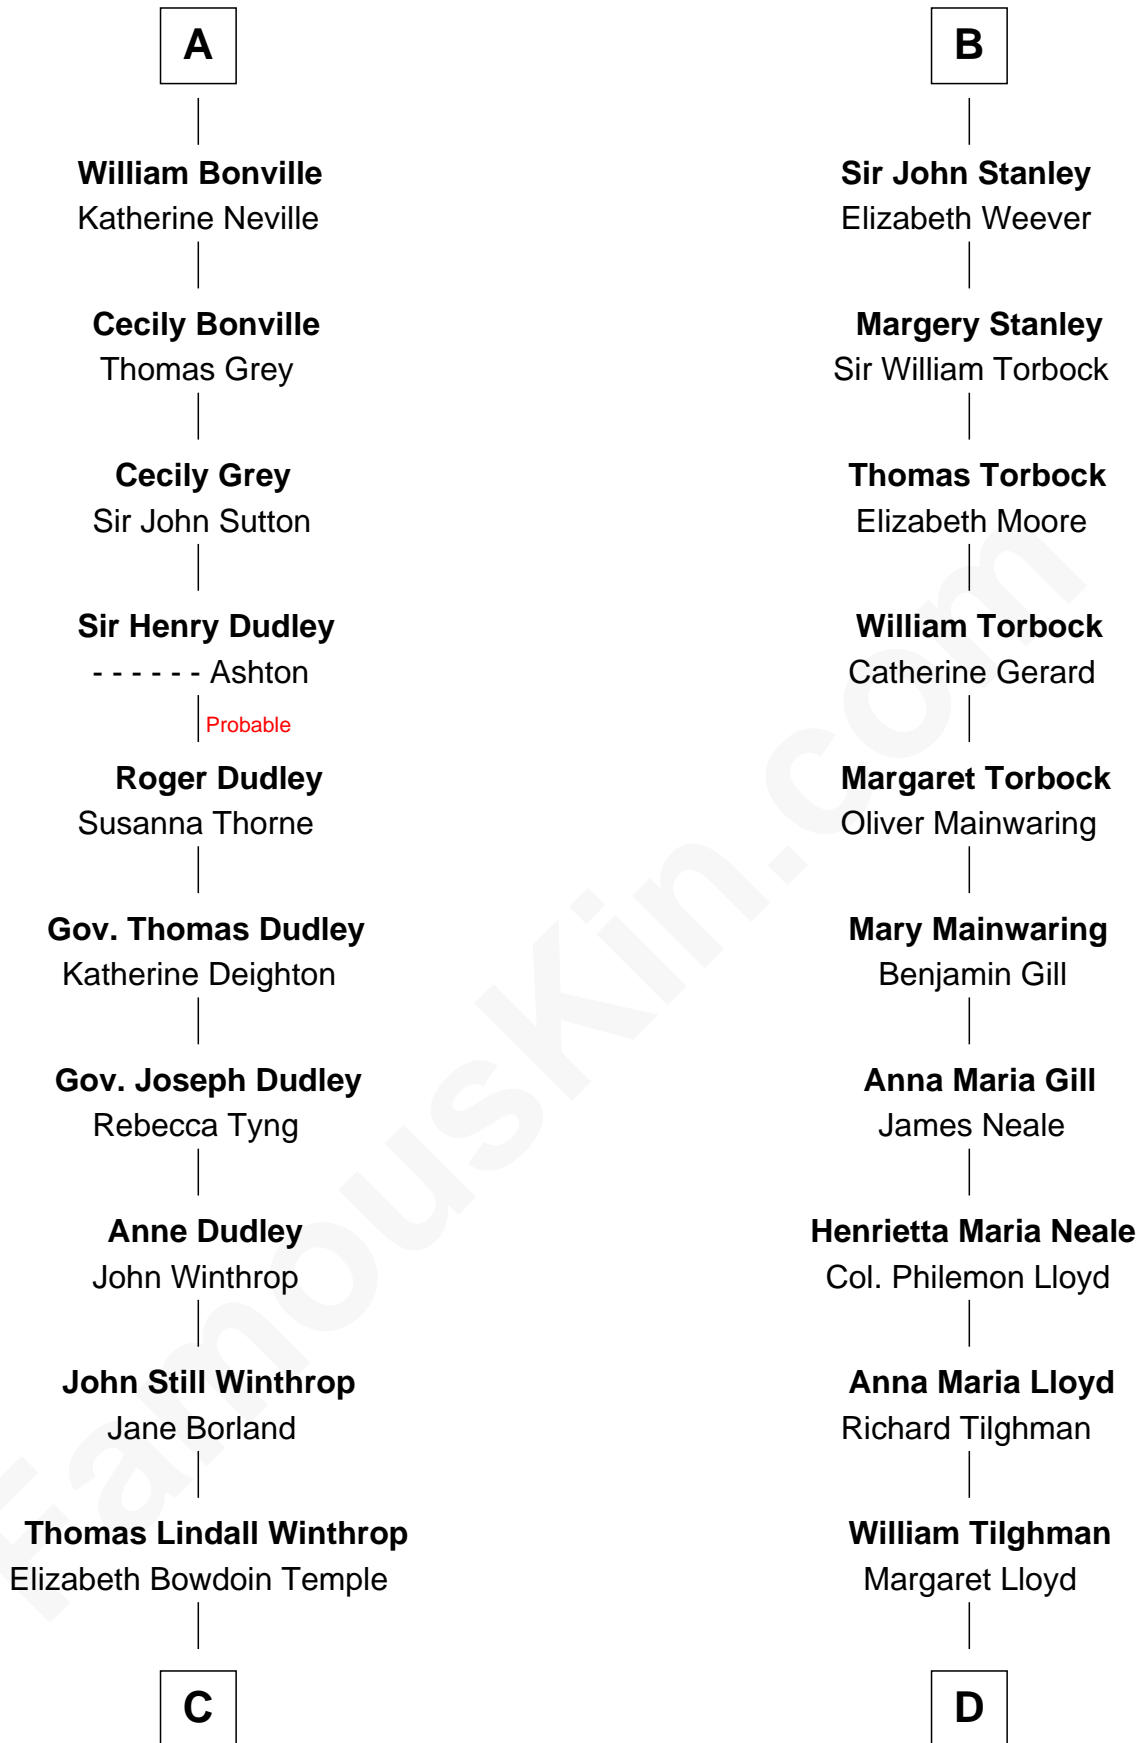 A
William Bonville
Katherine Neville
Cecily Bonville
Thomas Grey
Cecily Grey
Sir John Sutton
Sir Henry Dudley
- - - - - - Ashton
Probable
Roger Dudley
Susanna Thorne
Gov. Thomas Dudley
Katherine Deighton
Gov. Joseph Dudley
Rebecca Tyng
Anne Dudley
John Winthrop
John Still Winthrop
Jane Borland
Thomas Lindall Winthrop
Elizabeth Bowdoin Temple
C
B
Sir John Stanley
Elizabeth Weever
Margery Stanley
Sir William Torbock
Thomas Torbock
Elizabeth Moore
William Torbock
Catherine Gerard
Margaret Torbock
Oliver Mainwaring
Mary Mainwaring
Benjamin Gill
Anna Maria Gill
James Neale
Henrietta Maria Neale
Col. Philemon Lloyd
Anna Maria Lloyd
Richard Tilghman
William Tilghman
Margaret Lloyd
D
FamousKin.com